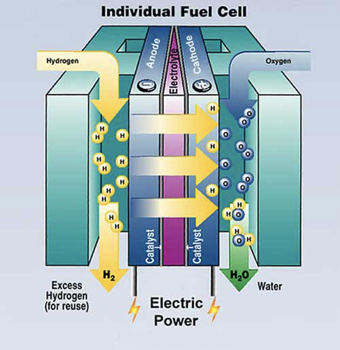 Individual Fuel Cell
Hydrogen
Anode
Electrolyte
Cathode
Oxygen
H H H H H H H H H H
H H H H H
O O O O O O O O
Catalyst
Catalyst
H₂
H₂O
Excess
Hydrogen
(for reuse)
Electric
Power
Water